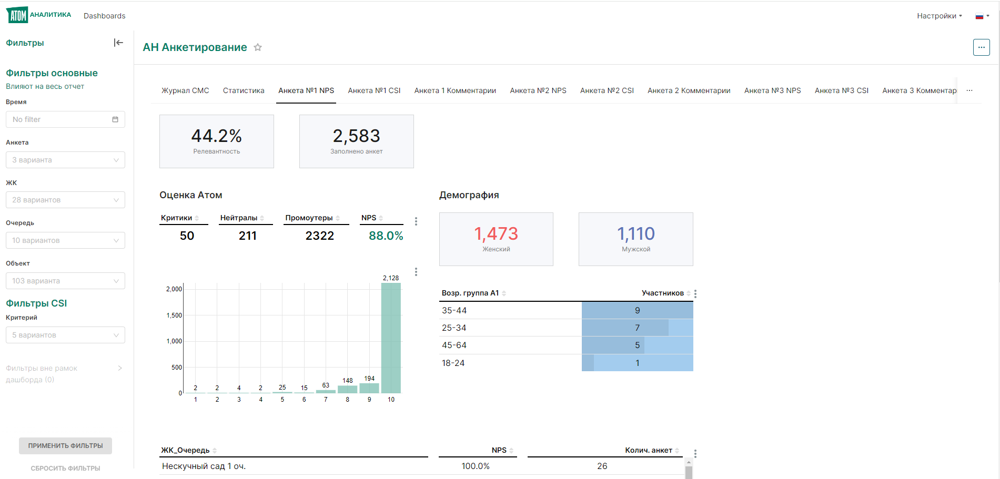 АТОМ АНАЛИТИКА
Dashboards
Настройки
Фильтры
Фильтры основные
Влияют на весь отчет
Время
No filter
Анкета
3 варианта
ЖК
28 вариантов
Очередь
10 вариантов
Объект
103 варианта
Фильтры CSI
Критерий
5 вариантов
Фильтры вне рамок
дашборда (0)
ПРИМЕНИТЬ ФИЛЬТРЫ
СБРОСИТЬ ФИЛЬТРЫ
АН Анкетирование
Журнал СМС Статистика Анкета №1 NPS Анкета №1 CSI Анкета 1 Комментарии Анкета №2 NPS Анкета №2 CSI Анкета 2 Комментарии Анкета №3 NPS Анкета №3 CSI Анкета 3 Комментар
44.2%
Релевантность
2,583
Заполнено анкет
Оценка Атом
Критики Нейтралы Промоутеры NPS
50 211 2322 88.0%
2,128
2,000
1,500
1,000
500
0
2 2 4 2 25 15 63 148 194
1 2 3 4 5 6 7 8 9 10
Демография
1,473
Женский
1,110
Мужской
Возр. группа А1 Участников
35-44 9
25-34 7
45-64 5
18-24 1
ЖК_Очередь NPS Колич. анкет
Нескучный сад 1 оч. 100.0% 26